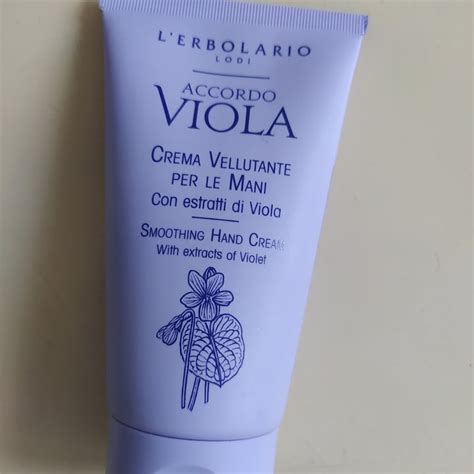 L'ERBOLARIO
LODI
ACCORDO
VIOLA
CREMA VELLUTANTE
PER LE MANI
Con estratti di Viola
SMOOTHING HAND CREAM
With extracts of Violet